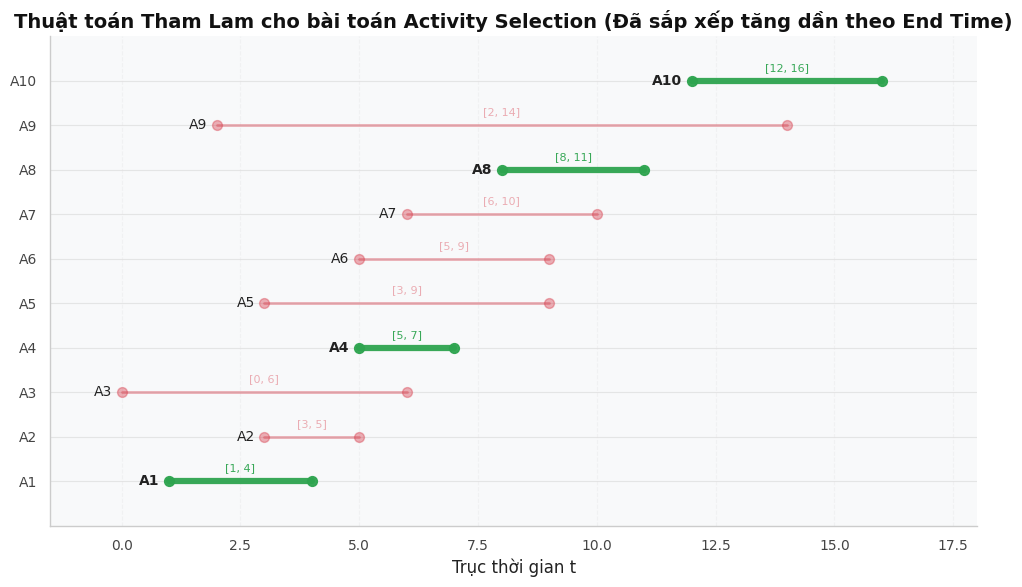 Thuật toán Tham Lam cho bài toán Activity Selection (Đã sắp xếp tăng dần theo End Time)
A10 A10 [12, 16]
A9 A9 [2, 14]
A8 A8 [8, 11]
A7 A7 [6, 10]
A6 A6 [5, 9]
A5 A5 [3, 9]
A4 A4 [5, 7]
A3 A3 [0, 6]
A2 A2 [3, 5]
A1 A1 [1, 4]
0.0 2.5 5.0 7.5 10.0 12.5 15.0 17.5
Trục thời gian t